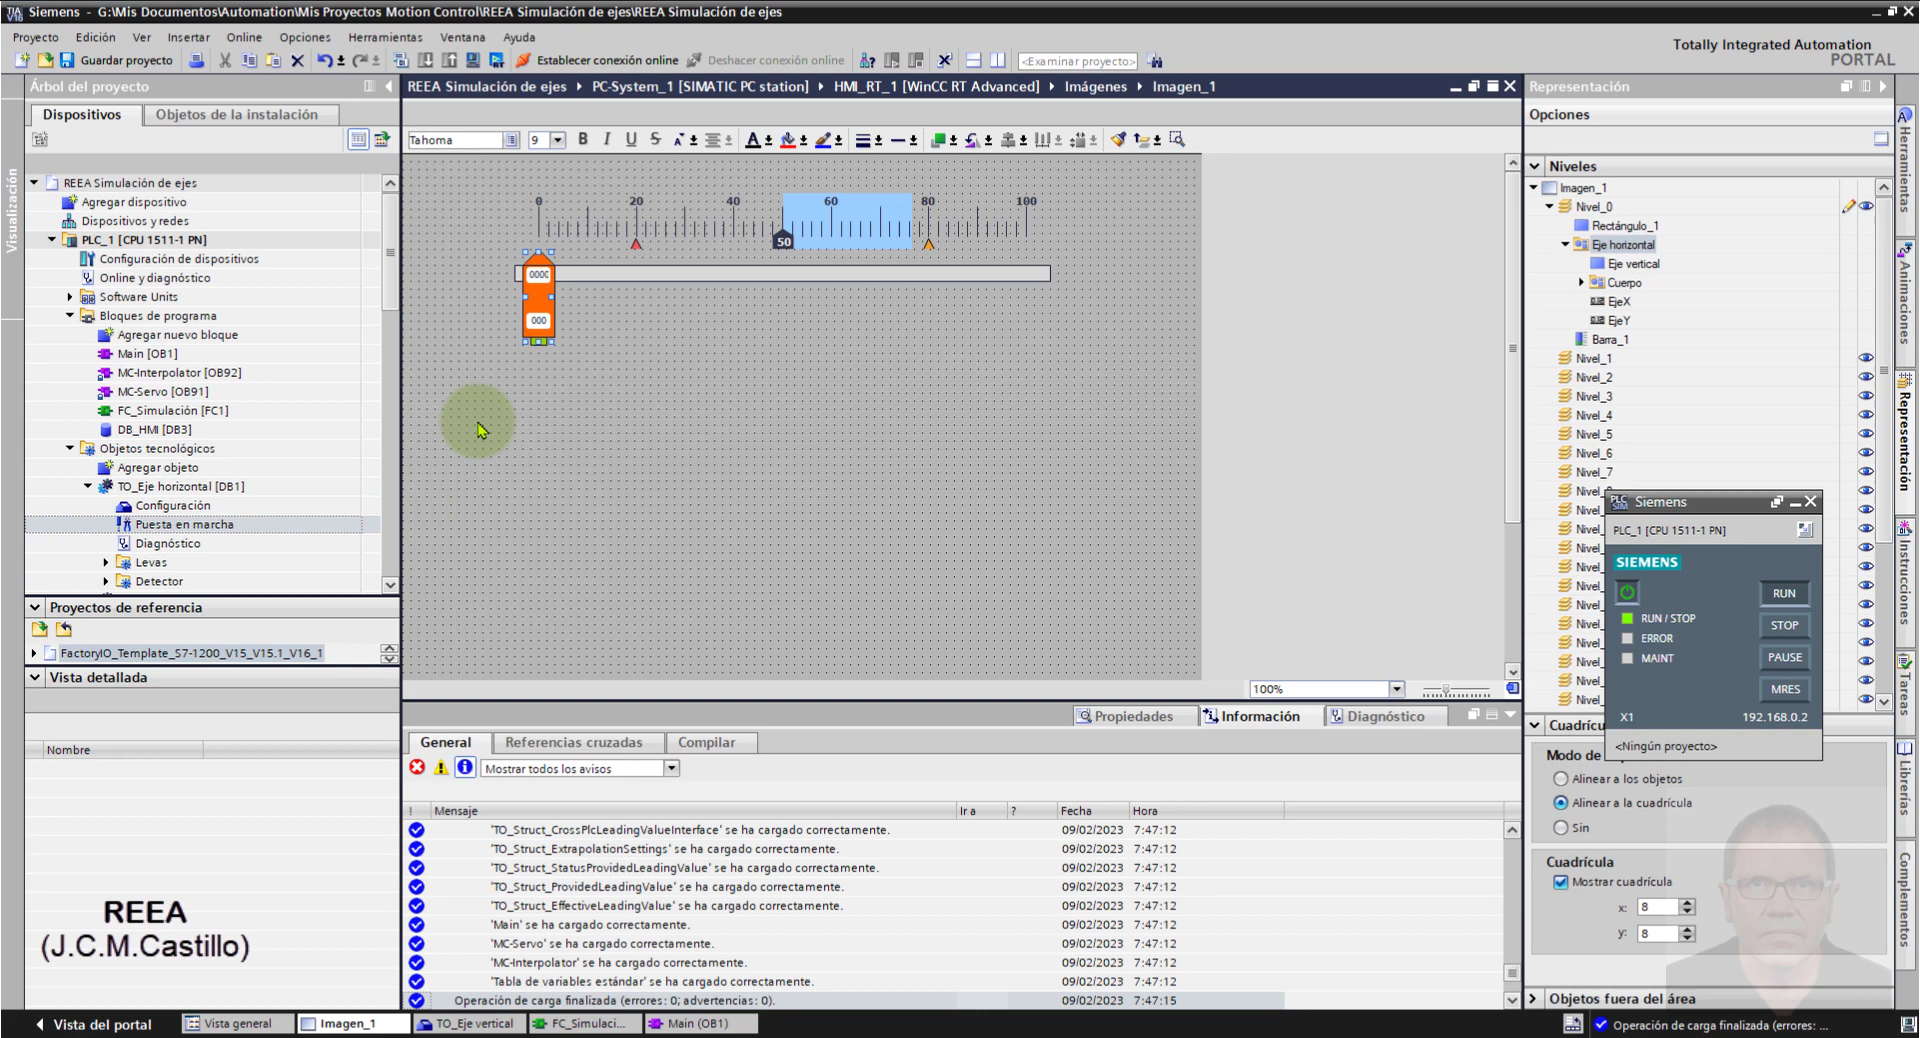 Siemens - G:\Mis Documentos\Automation\Mis Proyectos Motion Control\REEA Simulación de ejes\REEA Simulación de ejes
Proyecto Edición Ver Insertar Online Opciones Herramientas Ventana Ayuda
Totally Integrated Automation
PORTAL
Guardar proyecto
Establecer conexión online
Deshacer conexión online
<Examinar proyecto>
Árbol del proyecto
REEA Simulación de ejes PC-System_1 [SIMATIC PC station] HMI_RT_1 [WinCC RT Advanced] Imágenes Imagen_1
Representación
Dispositivos
Objetos de la instalación
Opciones
Visualización
Tahoma
9
REEA Simulación de ejes
Agregar dispositivo
Dispositivos y redes
PLC_1 [CPU 1511-1 PN]
Configuración de dispositivos
Online y diagnóstico
Software Units
Bloques de programa
Agregar nuevo bloque
Main [OB1]
MC-Interpolator [OB92]
MC-Servo [OB91]
FC_Simulación [FC1]
DB_HMI [DB3]
Objetos tecnológicos
Agregar objeto
TO_Eje horizontal [DB1]
Configuración
Puesta en marcha
Diagnóstico
Levas
Detector
Proyectos de referencia
FactoryIO_Template_S7-1200_V15_V15.1_V16_1
Vista detallada
Nombre
REEA
(J.C.M.Castillo)
0 20 40 60 80 100
50
000
100%
Niveles
Imagen_1
Nivel_0
Rectángulo_1
Eje horizontal
Eje vertical
Cuerpo
EjeX
EjeY
Barra_1
Nivel_1
Nivel_2
Nivel_3
Nivel_4
Nivel_5
Nivel_6
Nivel_7
Nivel_
Nivel_
Nivel_
Nivel_
Nivel_
Nivel_
Nivel_
Nivel_
Nivel_
Nivel_
Nivel_
Nivel_
PLC SIM
Siemens
PLC_1 [CPU 1511-1 PN]
SIEMENS
RUN
RUN / STOP
STOP
ERROR
MAINT
PAUSE
MRES
X1
192.168.0.2
<Ningún proyecto>
Cuadrícu
Modo de
Alinear a los objetos
Alinear a la cuadrícula
Sin
Cuadrícula
Mostrar cuadrícula
x: 8
y: 8
Objetos fuera del área
Herramientas
Animaciones
Representación
Instrucciones
Tareas
Librerías
Complementos
Propiedades
Información
Diagnóstico
General
Referencias cruzadas
Compilar
Mostrar todos los avisos
! Mensaje Ir a ? Fecha Hora
'TO_Struct_CrossPlcLeadingValueInterface' se ha cargado correctamente. 09/02/2023 7:47:12
'TO_Struct_ExtrapolationSettings' se ha cargado correctamente. 09/02/2023 7:47:12
'TO_Struct_StatusProvidedLeadingValue' se ha cargado correctamente. 09/02/2023 7:47:12
'TO_Struct_ProvidedLeadingValue' se ha cargado correctamente. 09/02/2023 7:47:12
'TO_Struct_EffectiveLeadingValue' se ha cargado correctamente. 09/02/2023 7:47:12
'Main' se ha cargado correctamente. 09/02/2023 7:47:12
'MC-Servo' se ha cargado correctamente. 09/02/2023 7:47:12
'MC-Interpolator' se ha cargado correctamente. 09/02/2023 7:47:12
'Tabla de variables estándar' se ha cargado correctamente. 09/02/2023 7:47:12
Operación de carga finalizada (errores: 0; advertencias: 0). 09/02/2023 7:47:15
Vista del portal
Vista general
Imagen_1
TO_Eje vertical
FC_Simulaci...
Main (OB1)
Operación de carga finalizada (errores: ...